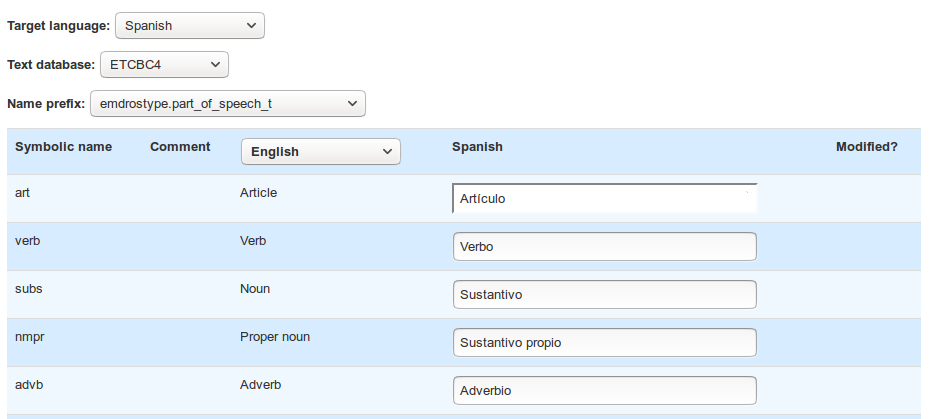 Target language: Spanish
Text database: ETCBC4
Name prefix: emdrostype.part_of_speech_t
Symbolic name Comment English Spanish Modified?
art Article Artículo
verb Verb Verbo
subs Noun Sustantivo
nmpr Proper noun Sustantivo propio
advb Adverb Adverbio